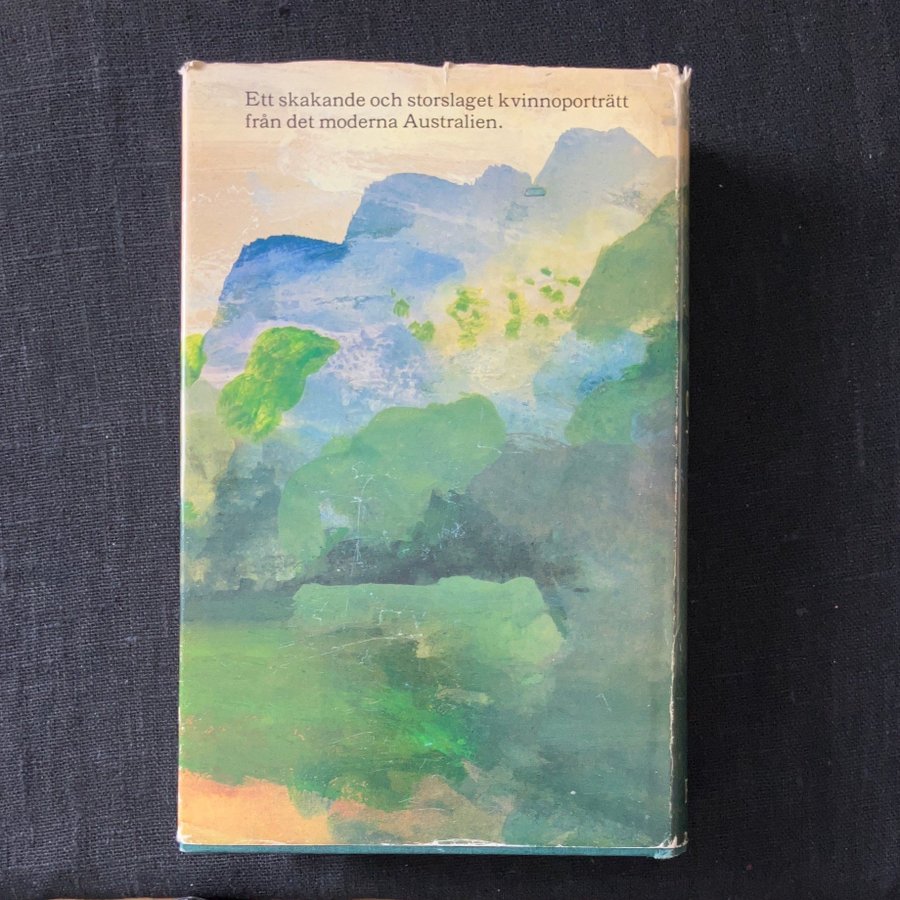 Ett skakande och storslaget kvinnoporträtt
från det moderna Australien.